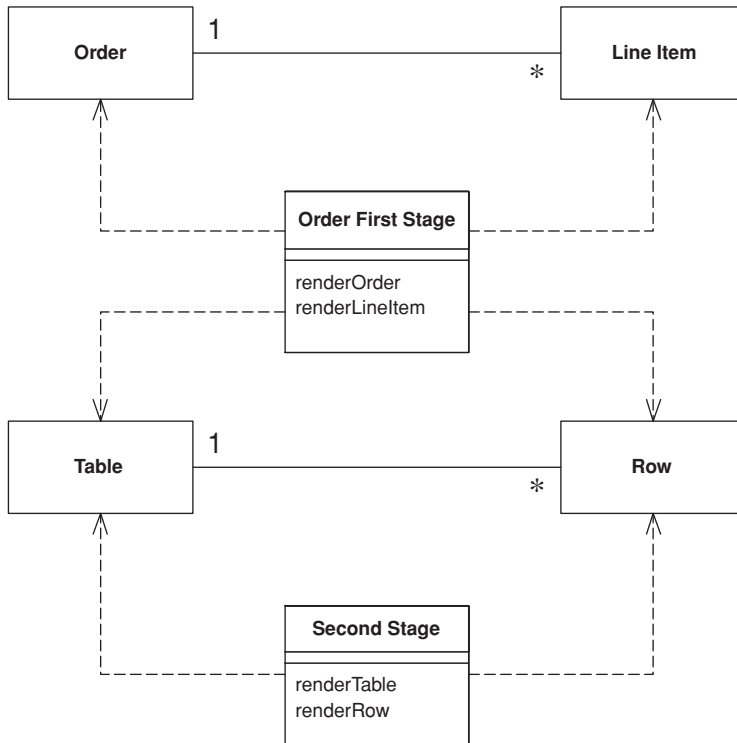 Order
1
*
Line Item
Order First Stage
renderOrder
renderLineItem
Table
1
*
Row
Second Stage
renderTable
renderRow